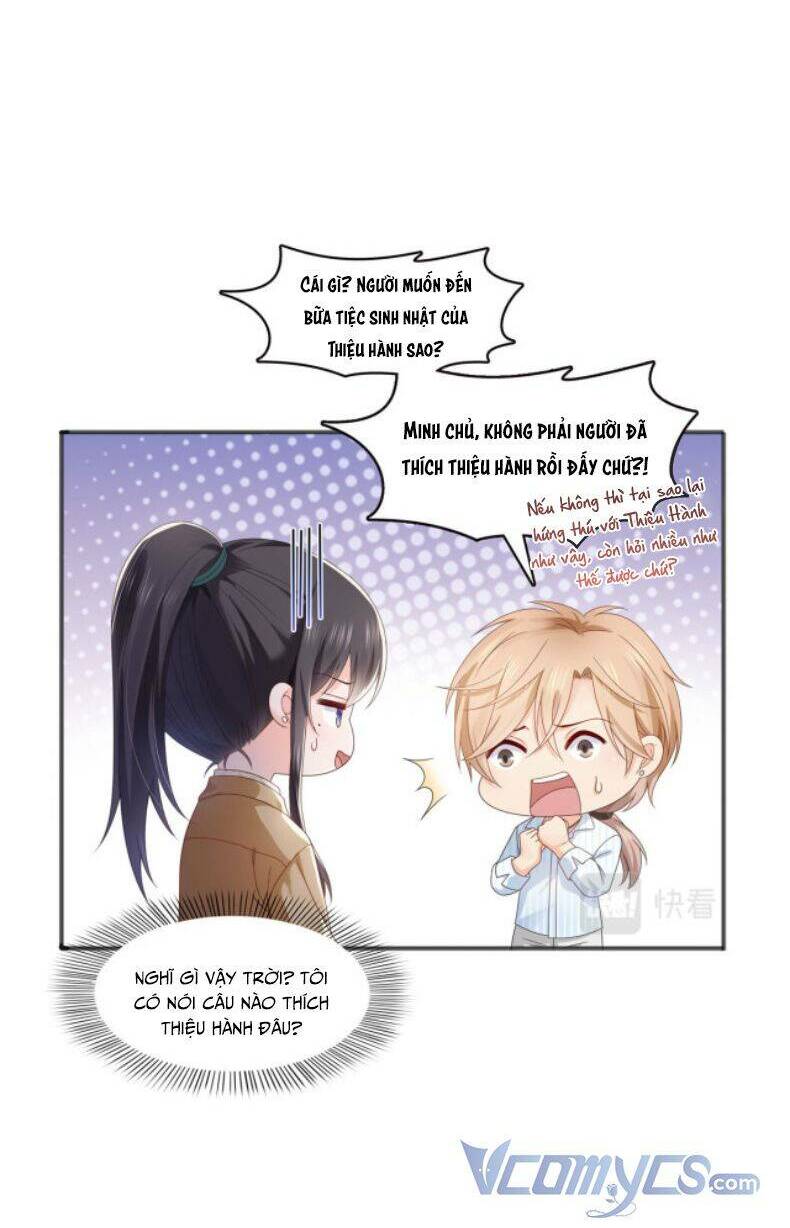 CÁI GÌ? NGƯỜI MUỐN ĐẾN
BỮA TIỆC SINH NHẬT CỦA
THIỆU HÀNH SAO?
MINH CHỦ, KHÔNG PHẢI NGƯỜI ĐÃ
THÍCH THIỆU HÀNH RỒI ĐẤY CHỨ?!
Nếu không thì tại sao lại
hứng thú với Thiệu Hành
như vậy, còn hỏi nhiều như
thế được chứ?
快看
NGHĨ GÌ VẬY TRỜI? TÔI
CÓ NÓI CÂU NÀO THÍCH
THIỆU HÀNH ĐÂU?
VCOMYCS.com